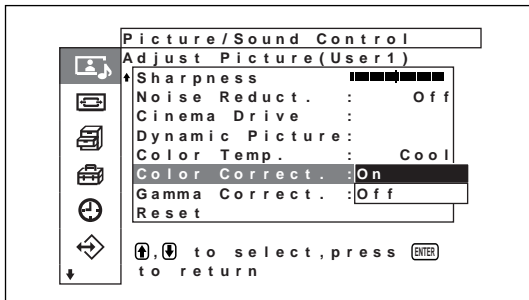 Picture/Sound Control
Adjust Picture(User1)
Sharpness
Noise Reduct. : Off
Cinema Drive :
Dynamic Picture:
Color Temp. : Cool
Color Correct. :On
Gamma Correct. :Off
Reset
, to select,press ENTER
to return